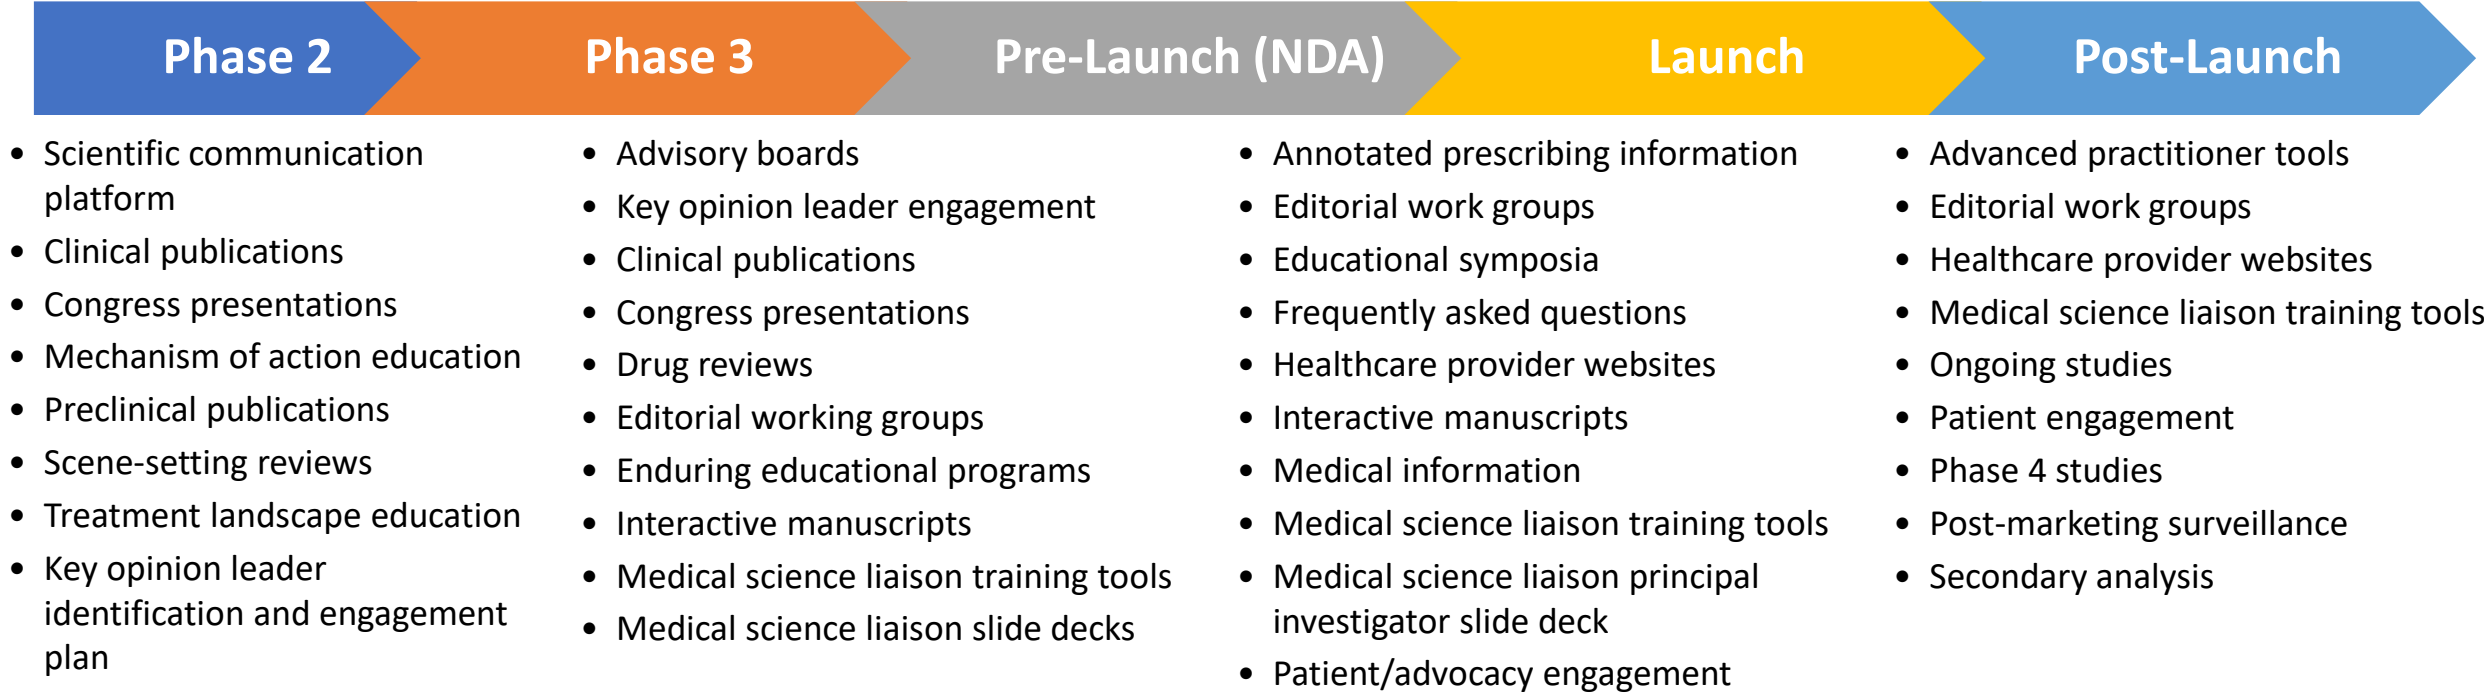 Phase 2
Phase 3
Pre-Launch (NDA)
Launch
Post-Launch
• Scientific communication
platform
• Clinical publications
• Congress presentations
• Mechanism of action education
• Preclinical publications
• Scene-setting reviews
• Treatment landscape education
• Key opinion leader
identification and engagement
plan
• Advisory boards
• Key opinion leader engagement
• Clinical publications
• Congress presentations
• Drug reviews
• Editorial working groups
• Enduring educational programs
• Interactive manuscripts
• Medical science liaison training tools
• Medical science liaison slide decks
• Annotated prescribing information
• Editorial work groups
• Educational symposia
• Frequently asked questions
• Healthcare provider websites
• Interactive manuscripts
• Medical information
• Medical science liaison training tools
• Medical science liaison principal
investigator slide deck
• Patient/advocacy engagement
• Advanced practitioner tools
• Editorial work groups
• Healthcare provider websites
• Medical science liaison training tools
• Ongoing studies
• Patient engagement
• Phase 4 studies
• Post-marketing surveillance
• Secondary analysis